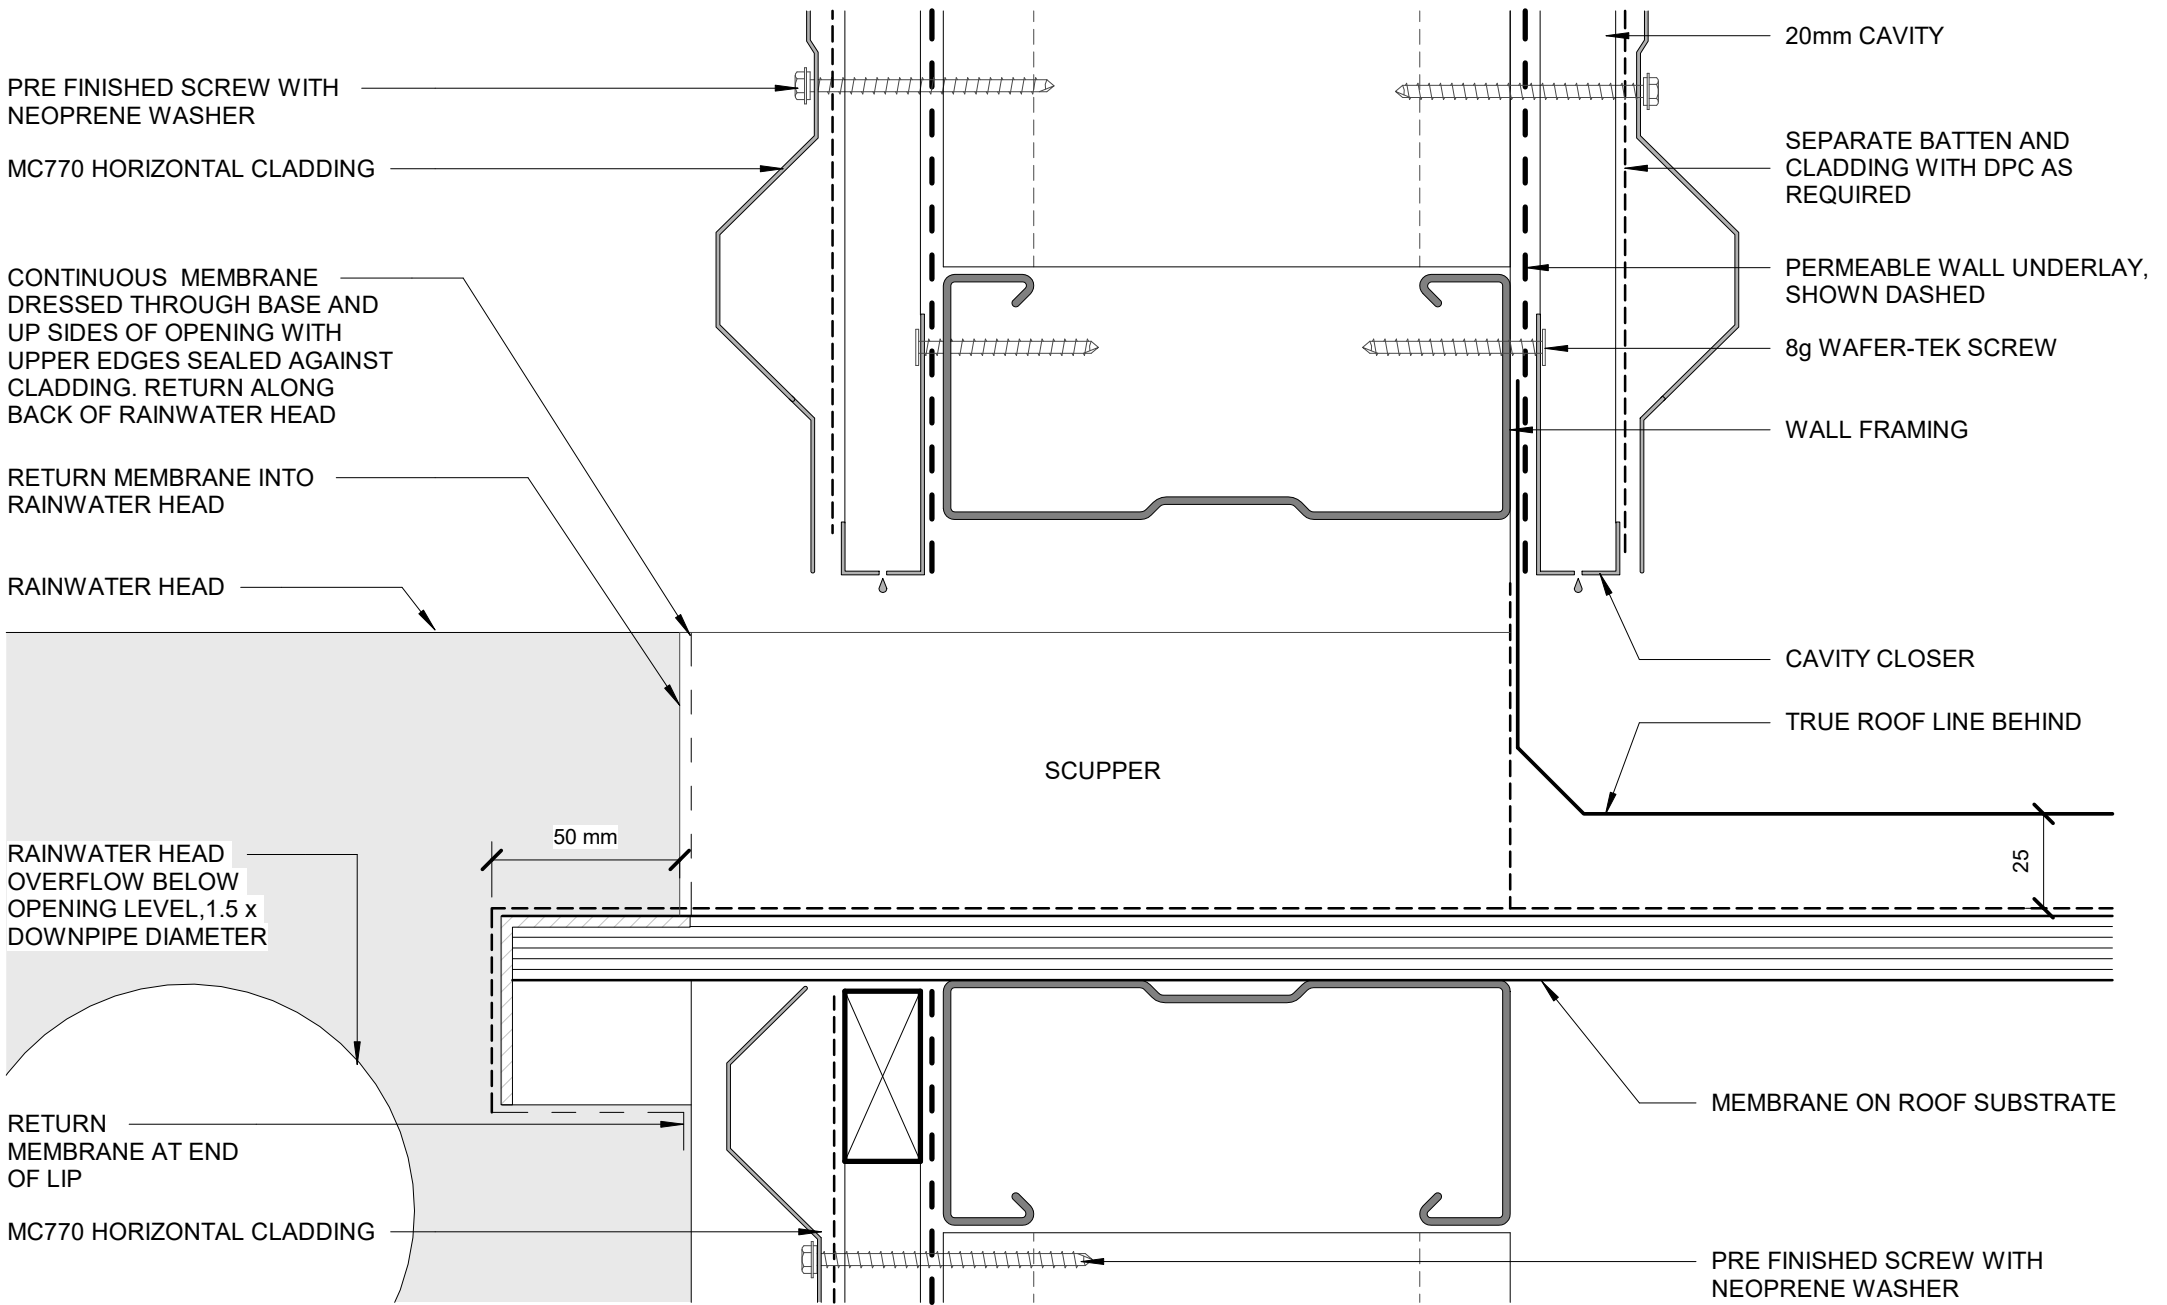 PRE FINISHED SCREW WITH
NEOPRENE WASHER
MC770 HORIZONTAL CLADDING
CONTINUOUS MEMBRANE
DRESSED THROUGH BASE AND
UP SIDES OF OPENING WITH
UPPER EDGES SEALED AGAINST
CLADDING. RETURN ALONG
BACK OF RAINWATER HEAD
RETURN MEMBRANE INTO
RAINWATER HEAD
RAINWATER HEAD
RAINWATER HEAD
OVERFLOW BELOW
OPENING LEVEL,1.5 x
DOWNPIPE DIAMETER
RETURN
MEMBRANE AT END
OF LIP
MC770 HORIZONTAL CLADDING
50 mm
SCUPPER
20mm CAVITY
SEPARATE BATTEN AND
CLADDING WITH DPC AS
REQUIRED
PERMEABLE WALL UNDERLAY,
SHOWN DASHED
8g WAFER-TEK SCREW
WALL FRAMING
CAVITY CLOSER
TRUE ROOF LINE BEHIND
25
MEMBRANE ON ROOF SUBSTRATE
PRE FINISHED SCREW WITH
NEOPRENE WASHER